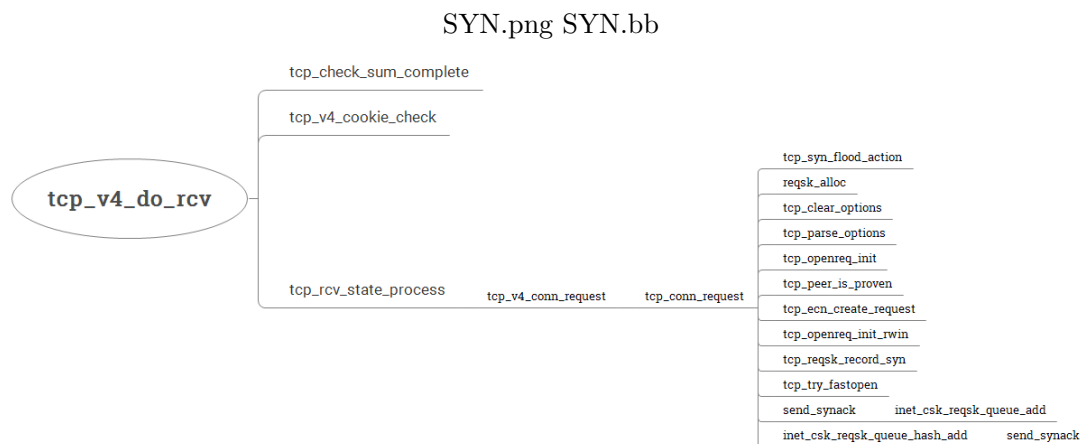 SYN.png SYN.bb
tcp_check_sum_complete
tcp_v4_cookie_check
tcp_v4_do_rcv
tcp_rcv_state_process
tcp_v4_conn_request
tcp_conn_request
tcp_syn_flood_action
reqsk_alloc
tcp_clear_options
tcp_parse_options
tcp_openreq_init
tcp_peer_is_proven
tcp_ecn_create_request
tcp_openreq_init_rwin
tcp_reqsk_record_syn
tcp_try_fastopen
send_synack inet_csk_reqsk_queue_add
inet_csk_reqsk_queue_hash_add send_synack